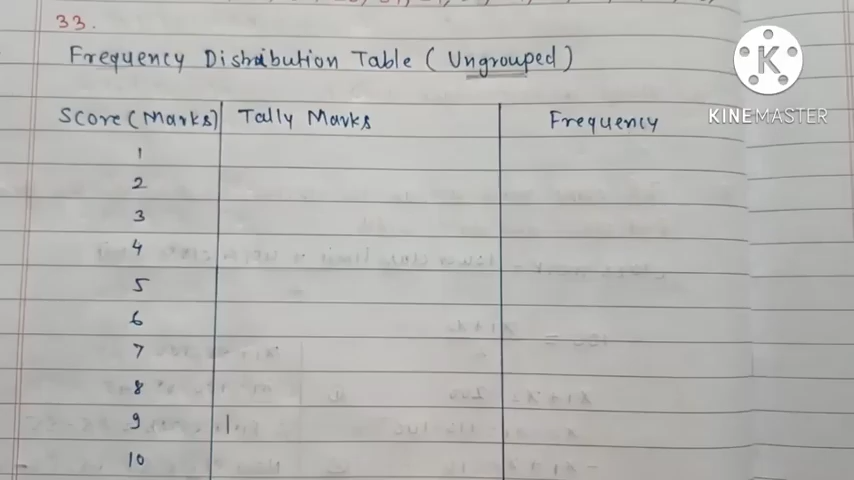 33.
Frequency Distribution Table (Ungrouped)
Score (Marks) Tally Marks Frequency
1
2
3
4
5
6
7
8
9 |
10
K
KINEMASTER